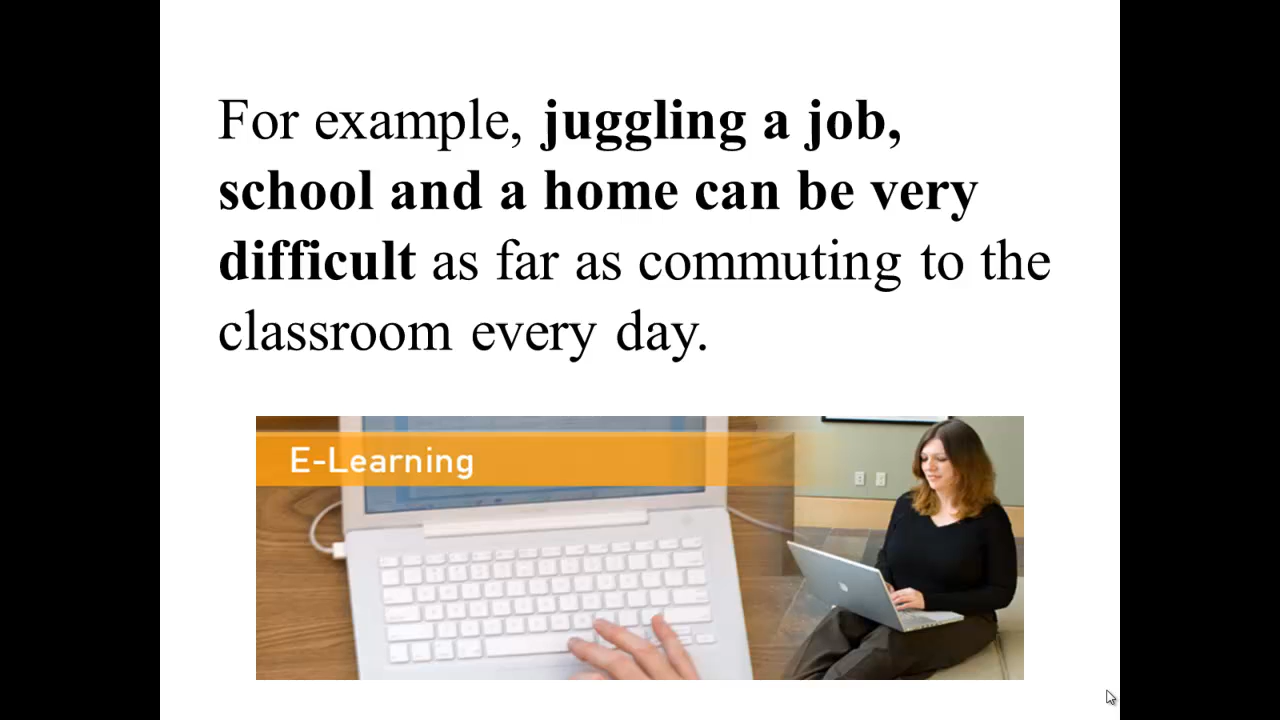 For example, juggling a job,
school and a home can be very
difficult as far as commuting to the
classroom every day.
E-Learning